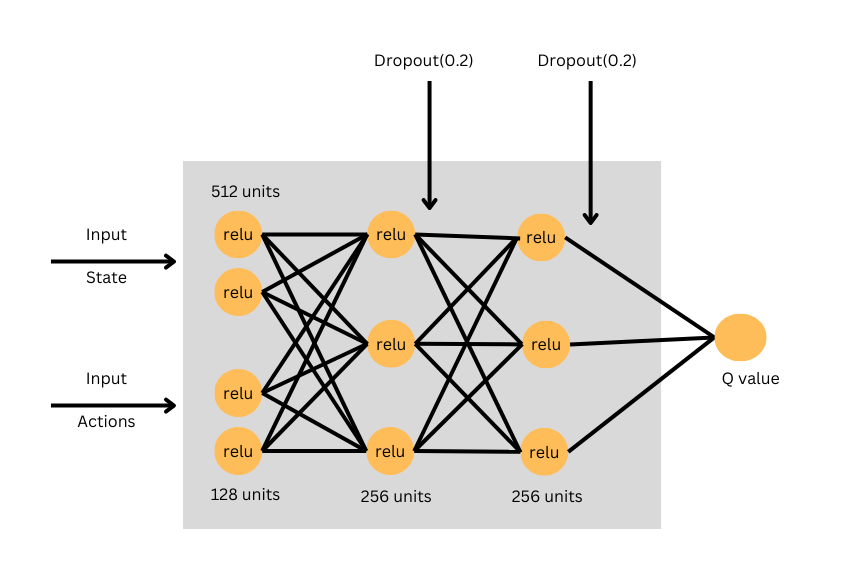 Dropout(0.2)
Dropout(0.2)
512 units
Input
State
relu
relu
relu
relu
Input
Actions
relu
relu
relu
relu
relu
relu
128 units
256 units
256 units
Q value